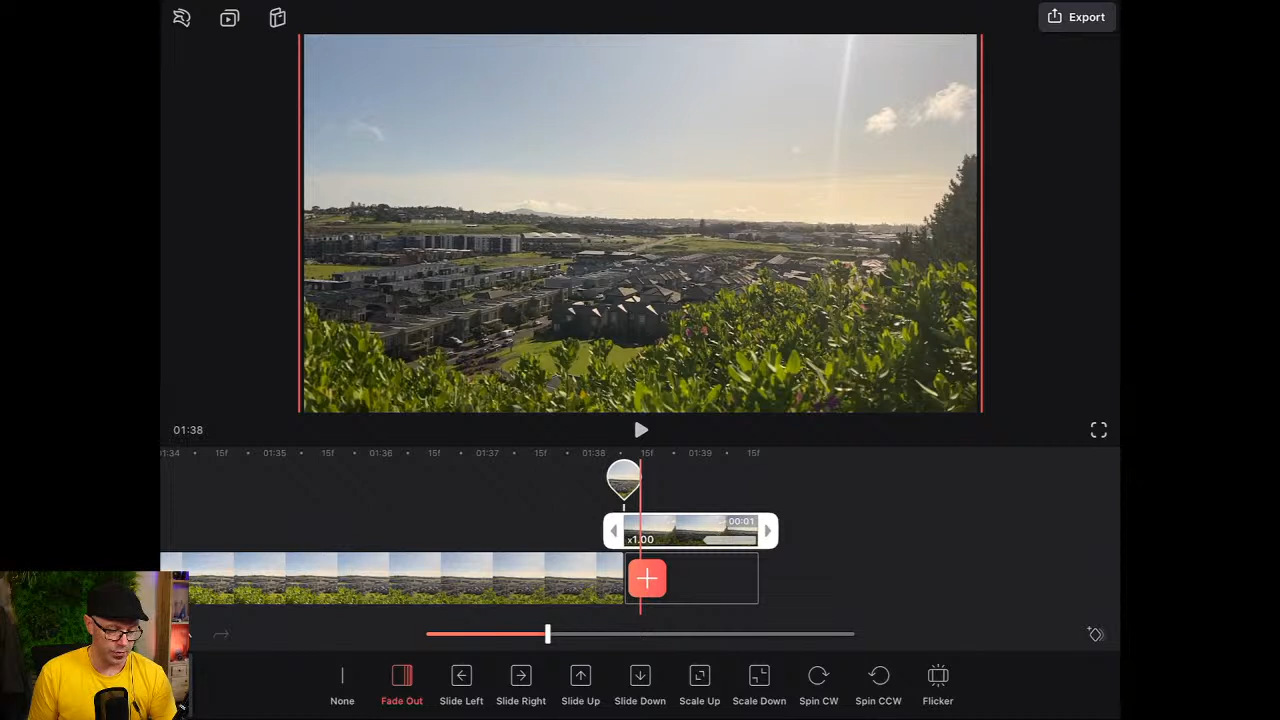 Export
01:38
01:34 15f 01:35 15f 01:36 15f 01:37 15f 01:38 15f 01:39 15f
00:01
x1.00
None Fade Out Slide Left Slide Right Slide Up Slide Down Scale Up Scale Down Spin CW Spin CCW Flicker